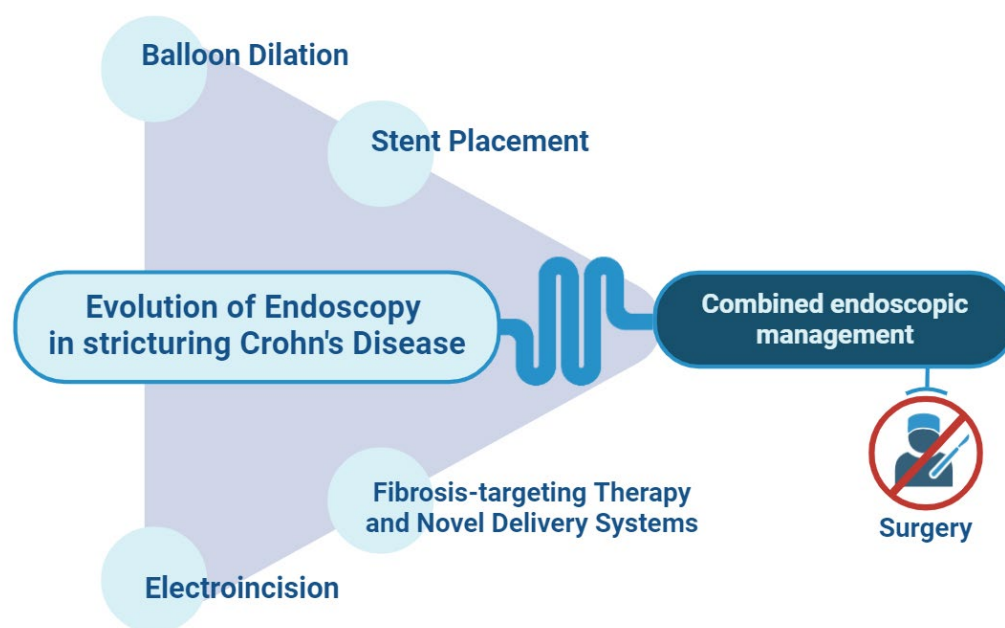 Balloon Dilation
Stent Placement
Evolution of Endoscopy
in stricturing Crohn's Disease
Combined endoscopic
management
Fibrosis-targeting Therapy
and Novel Delivery Systems
Surgery
Electroincision